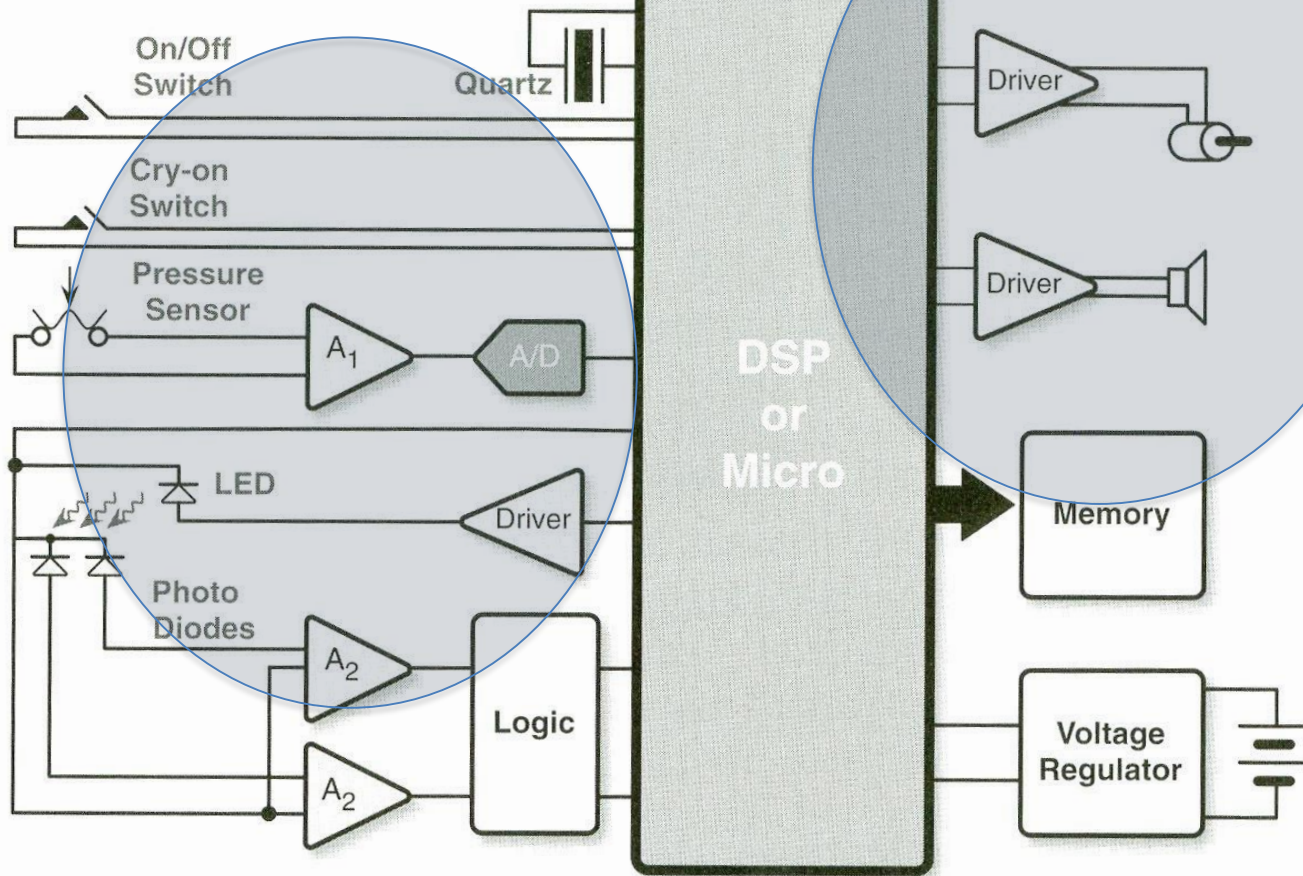 On/Off
Switch
Quartz
Driver
Cry-on
Switch
Pressure
Sensor
Driver
A1
A/D
DSP
or
Micro
LED
Driver
Memory
Photo
Diodes
A2
Logic
Voltage
Regulator
A2